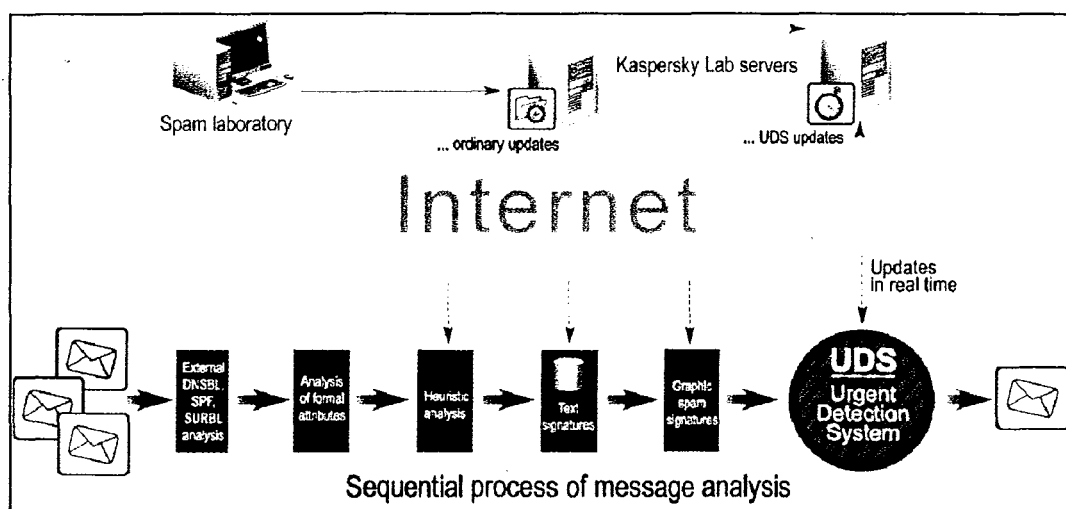 Spam laboratory
... ordinary updates
Kaspersky Lab servers
... UDS updates
Internet
Updates
in real time
External
DNSBL,
SPF,
SURBL
analysis
Analysis
of formal
attributes
Heuristic
analysis
Text
signatures
Graphic
spam
signatures
UDS
Urgent
Detection
System
Sequential process of message analysis